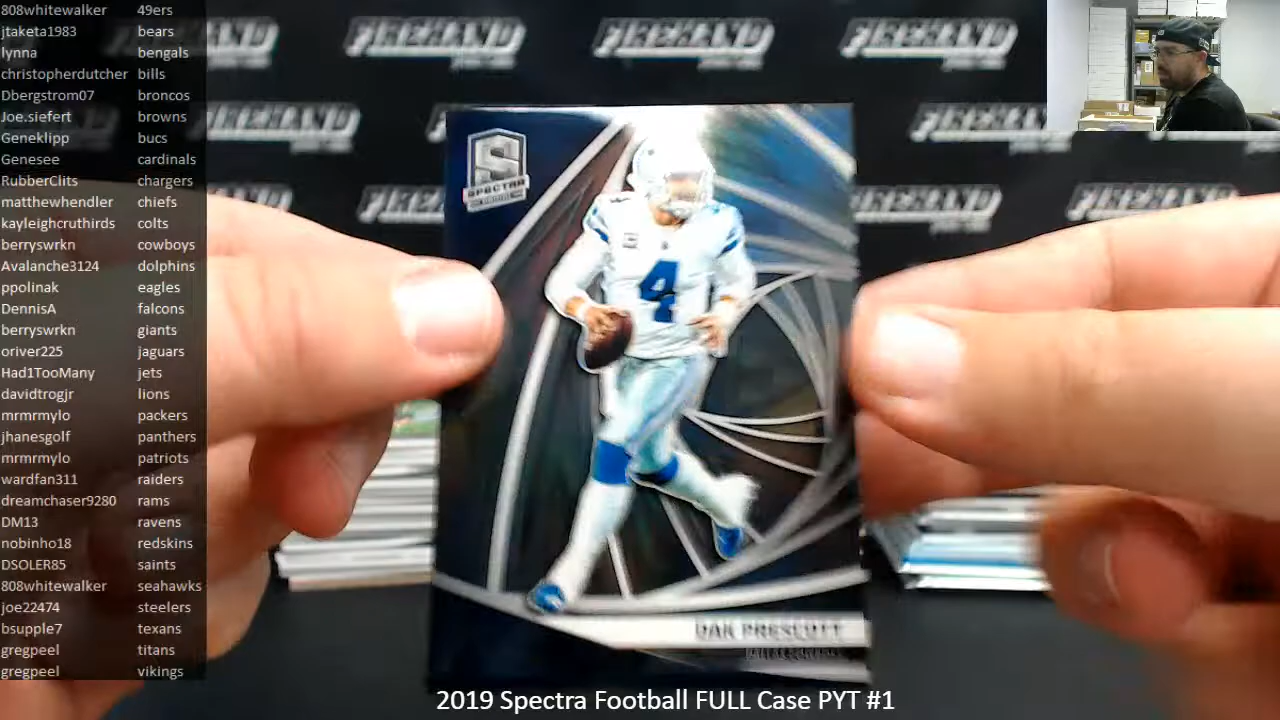 808whitewalker 49ers
jtaketa1983 bears
lynna bengals
christopherdutcher bills
Dbergstrom07 broncos
Joe.siefert browns
Geneklipp bucs
Genesee cardinals
RubberClits chargers
matthewhendler chiefs
kayleighcruthirds colts
berryswrkn cowboys
Avalanche3124 dolphins
ppolinak eagles
DennisA falcons
berryswrkn giants
oriver225 jaguars
Had1TooMany jets
davidtrogjr lions
mrmrmylo packers
jhanesgolf panthers
mrmrmylo patriots
wardfan311 raiders
dreamchaser9280 rams
DM13 ravens
nobinho18 redskins
DSOLER85 saints
808whitewalker seahawks
joe22474 steelers
bsupple7 texans
gregpeel titans
gregpeel vikings
FIREHAND
FIREHAND
FIREHAND
S
SPECTRA
4
DAK PRESCOTT
2019 Spectra Football FULL Case PYT #1